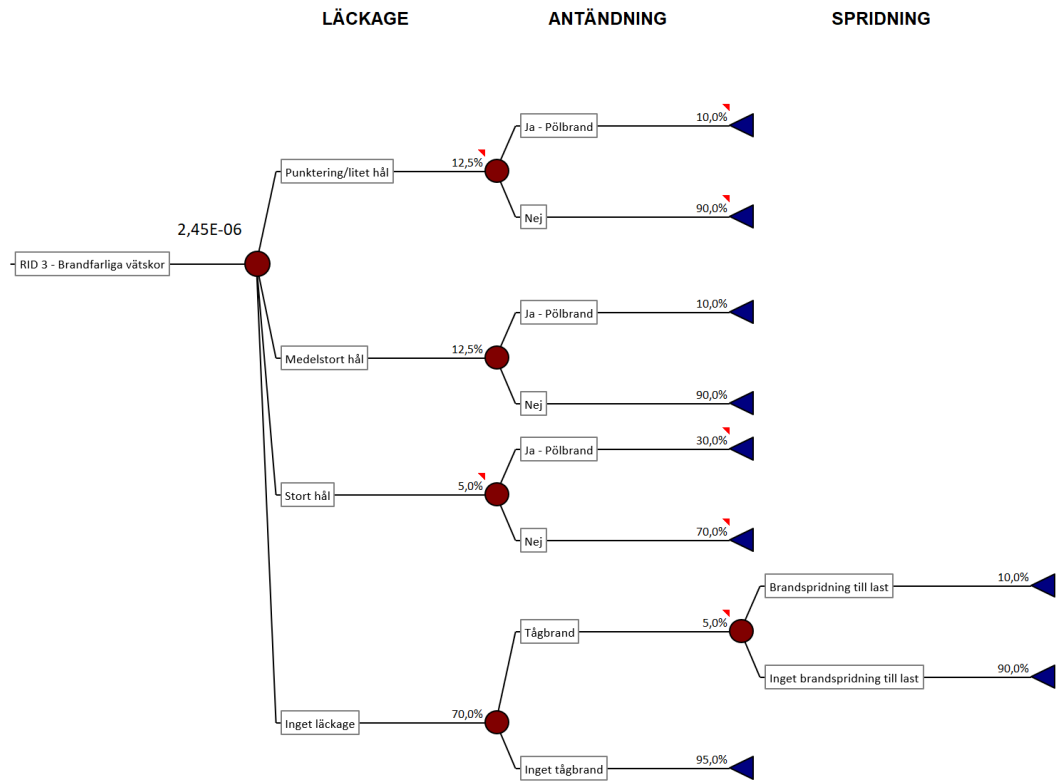 LÄCKAGE
ANTÄNDNING
SPRIDNING
Ja - Pölbrand
10,0%
Punktering/litet hål
12,5%
Nej
90,0%
2,45E-06
RID 3 - Brandfarliga vätskor
Ja - Pölbrand
10,0%
Medelstort hål
12,5%
Nej
90,0%
Ja - Pölbrand
30,0%
Stort hål
5,0%
Nej
70,0%
Brandspridning till last
10,0%
Tågbrand
5,0%
Inget brandspridning till last
90,0%
Inget läckage
70,0%
Inget tågbrand
95,0%